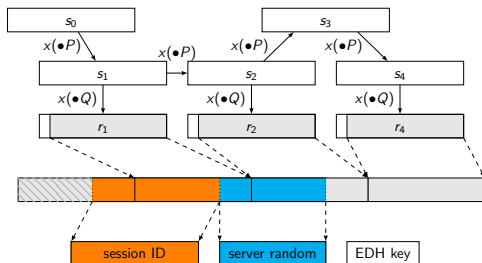 s0
s3
x(•P)
x(•P)
x(•P)
x(•P)
s1
s2
s4
x(•Q)
x(•Q)
x(•Q)
r1
r2
r4
session ID
server random
EDH key